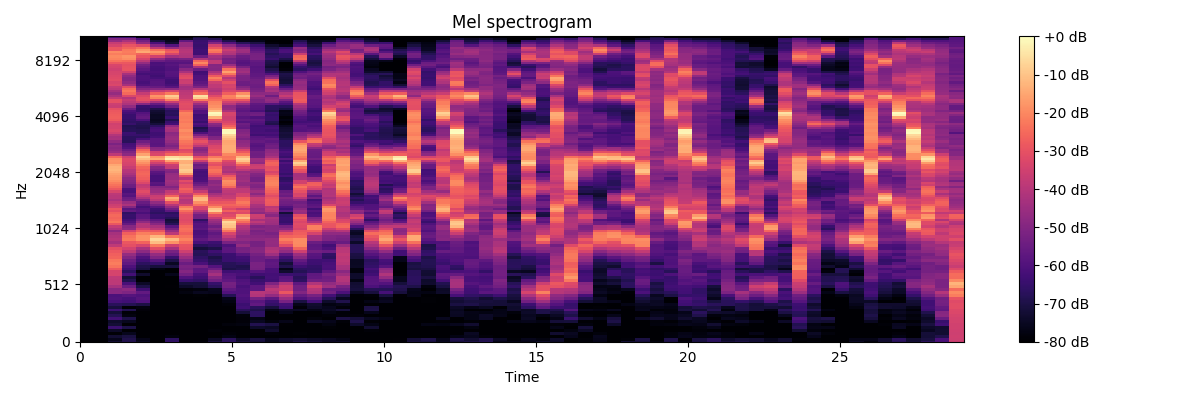 Mel spectrogram
+0 dB
8192
-10 dB
-20 dB
4096
-30 dB
Hz
2048
-40 dB
-50 dB
1024
-60 dB
512
-70 dB
0
-80 dB
0 5 10 15 20 25
Time